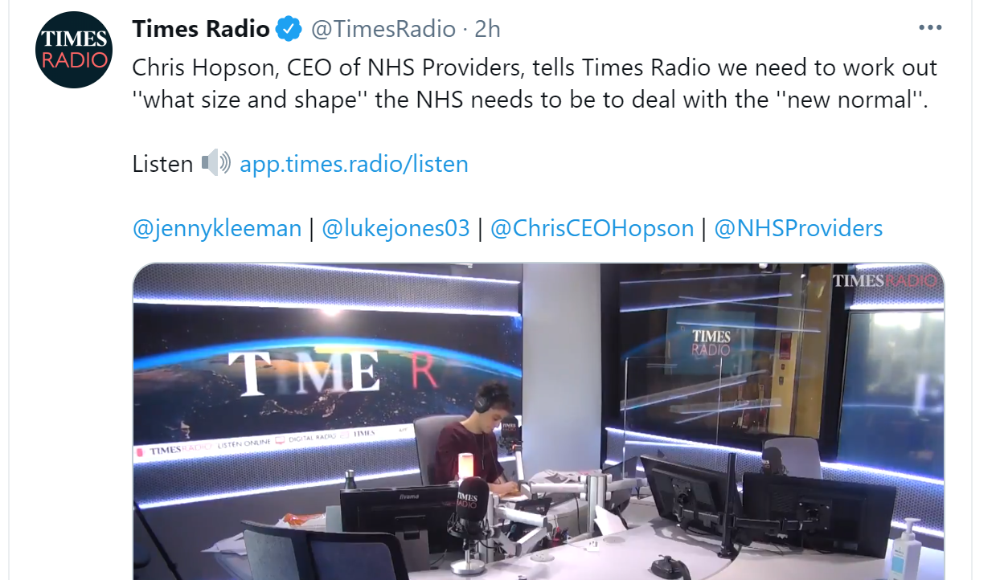 TIMES
RADIO
Times Radio @TimesRadio · 2h
Chris Hopson, CEO of NHS Providers, tells Times Radio we need to work out
''what size and shape'' the NHS needs to be to deal with the ''new normal''.
Listen app.times.radio/listen
@jennykleeman | @lukejones03 | @ChrisCEOHopson | @NHSProviders
TIMES RADIO
TIMES
RADIO
T ME R
TIMES RADIO LISTEN ONLINE DIGITAL RADIO TIMES APP
TIMES
RADIO
iiyama